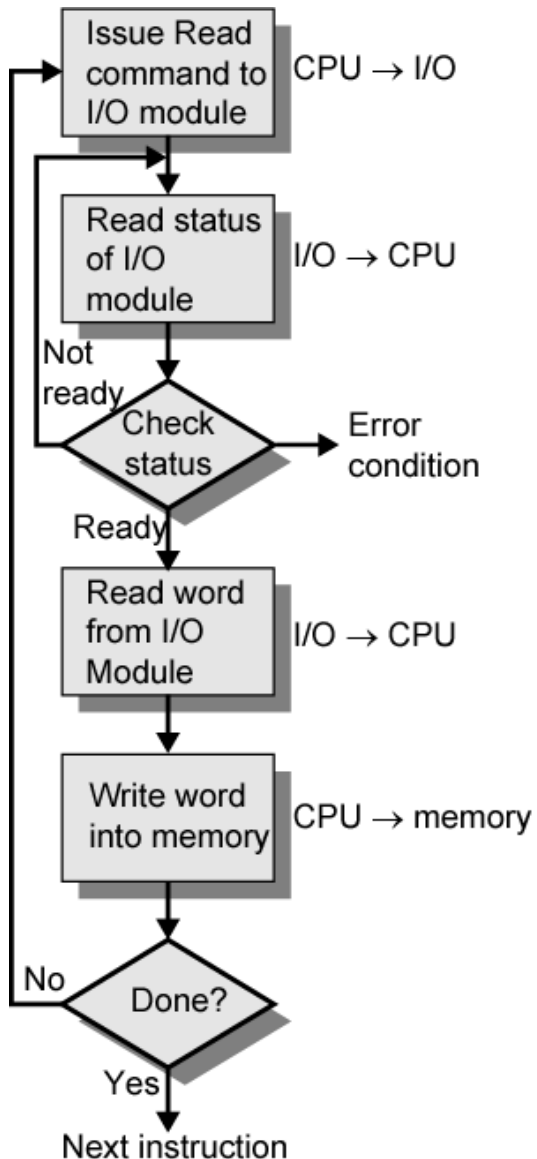 Issue Read
command to
I/O module
CPU → I/O
Read status
of I/O
module
I/O → CPU
Not
ready
Check
status
Error
condition
Ready
Read word
from I/O
Module
I/O → CPU
Write word
into memory
CPU → memory
No
Done?
Yes
Next instruction